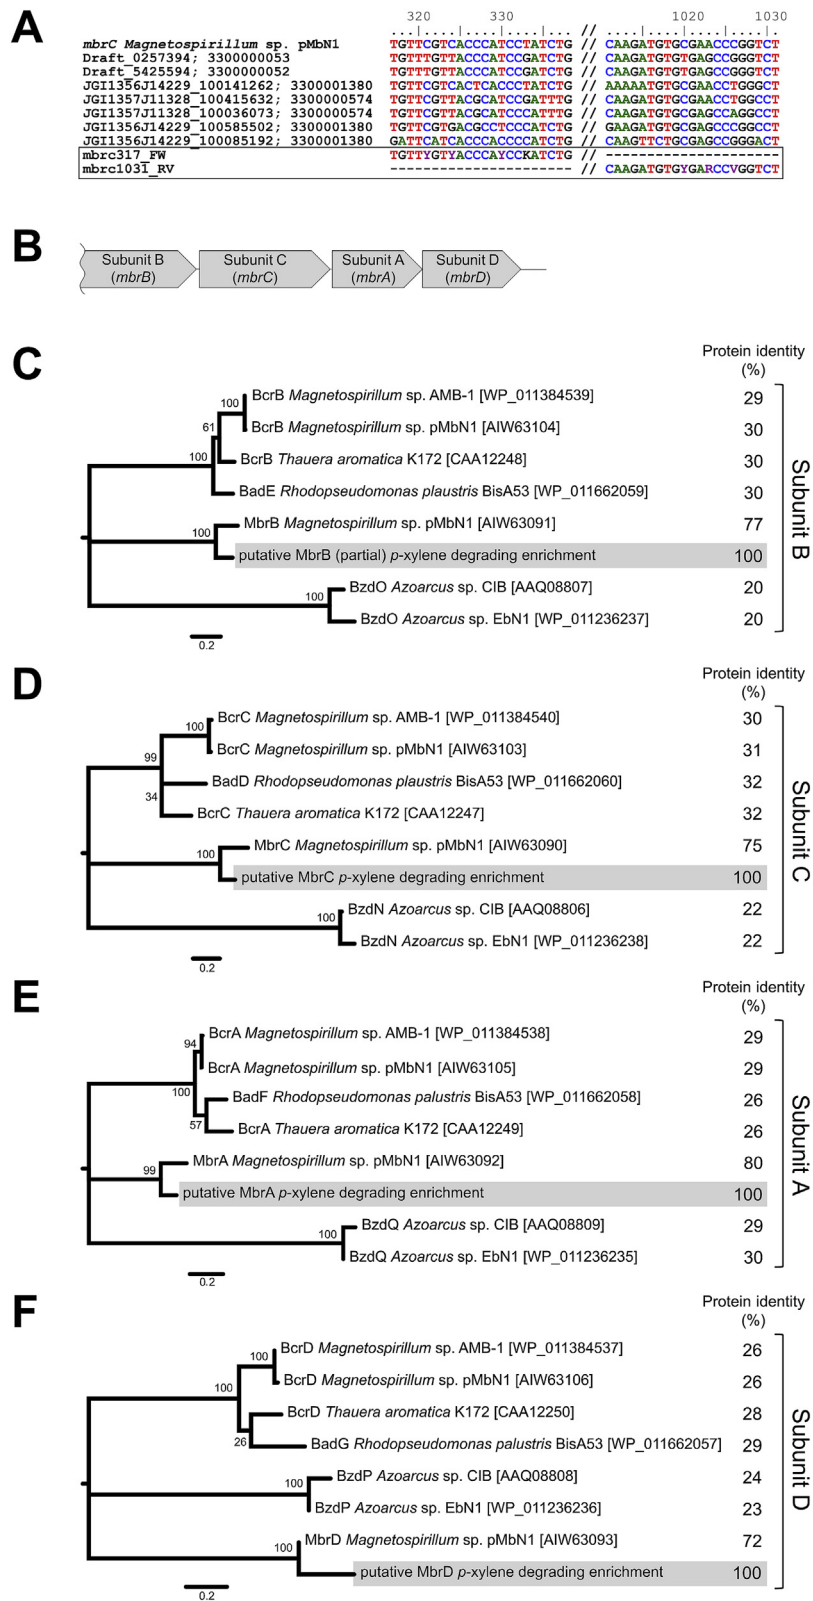 A
320 330 1020 1030
mbrC Magnetospirillum sp. pMbN1 TGTTCGTCACCCATCCTATCTG // CAAGATGTGCGAACCCGGTCT
Draft_0257394; 3300000053 TGTTTGTTACCCATCCGATCTG // CAAGATGTGTGAGCCGGGTCT
Draft_5425594; 3300000052 TGTTTGTTACCCATCCGATCTG // CAAGATGTGTGAGCCGGGTCT
JGI1356J14229_100141262; 3300001380 TGTTCGTCACTCACCCTATCTG // AAAAAATGTGCGAACCTGGGC
JGI1357J11328_100415632; 3300000574 TGTTCGTTACCCATCCGATTTG // CAAGATGTGCGAGCCGGGCCT
JGI1357J11328_100036073; 3300000574 TGTTCGTTACCCATCCTATTTG // CAAGATGTGCGAGCCAGGCCT
JGI1356J14229_100585502; 3300001380 TGTTCGTGACGCCTCCCATCTG // GAAGCTGTGCGAGCCGGGCCT
JGI1356J14229_100085192; 3300001380 GATTCATCACCCACCCCATCTG // CAAGTTCTGCGAGCCGGGACT
mbrc317_FW TGTTYGTYACCCAYCCKATCTG // ---------------------
mbrc1031_RV ---------------------- // CAAGATGTGYGARCCVGGTCT
B
Subunit B Subunit C Subunit A Subunit D
(mbrB) (mbrC) (mbrA) (mbrD)
C
Protein identity
(%)
100 BcrB Magnetospirillum sp. AMB-1 [WP_011384539] 29
61 BcrB Magnetospirillum sp. pMbN1 [AIW63104] 30
100 BcrB Thauera aromatica K172 [CAA12248] 30
BadE Rhodopseudomonas plaustris BisA53 [WP_011662059] 30
100 MbrB Magnetospirillum sp. pMbN1 [AIW63091] 77
putative MbrB (partial) p-xylene degrading enrichment 100
100 BzdO Azoarcus sp. CIB [AAQ08807] 20
BzdO Azoarcus sp. EbN1 [WP_011236237] 20
0.2
Subunit B
D
Protein identity
(%)
100 BcrC Magnetospirillum sp. AMB-1 [WP_011384540] 30
99 BcrC Magnetospirillum sp. pMbN1 [AIW63103] 31
34 BadD Rhodopseudomonas plaustris BisA53 [WP_011662060] 32
BcrC Thauera aromatica K172 [CAA12247] 32
100 MbrC Magnetospirillum sp. pMbN1 [AIW63090] 75
putative MbrC p-xylene degrading enrichment 100
100 BzdN Azoarcus sp. CIB [AAQ08806] 22
BzdN Azoarcus sp. EbN1 [WP_011236238] 22
0.2
Subunit C
E
Protein identity
(%)
94 BcrA Magnetospirillum sp. AMB-1 [WP_011384538] 29
BcrA Magnetospirillum sp. pMbN1 [AIW63105] 29
100 BadF Rhodopseudomonas palustris BisA53 [WP_011662058] 26
57 BcrA Thauera aromatica K172 [CAA12249] 26
99 MbrA Magnetospirillum sp. pMbN1 [AIW63092] 80
putative MbrA p-xylene degrading enrichment 100
100 BzdQ Azoarcus sp. CIB [AAQ08809] 29
BzdQ Azoarcus sp. EbN1 [WP_011236235] 30
0.2
Subunit A
F
Protein identity
(%)
100 BcrD Magnetospirillum sp. AMB-1 [WP_011384537] 26
100 BcrD Magnetospirillum sp. pMbN1 [AIW63106] 26
BcrD Thauera aromatica K172 [CAA12250] 28
26 BadG Rhodopseudomonas palustris BisA53 [WP_011662057] 29
100 BzdP Azoarcus sp. CIB [AAQ08808] 24
BzdP Azoarcus sp. EbN1 [WP_011236236] 23
100 MbrD Magnetospirillum sp. pMbN1 [AIW63093] 72
putative MbrD p-xylene degrading enrichment 100
0.2
Subunit D